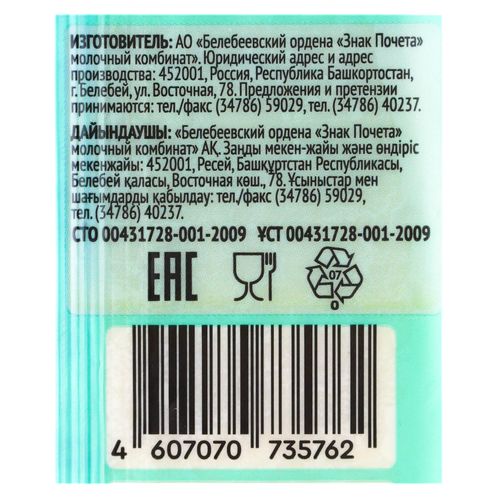 ИЗГОТОВИТЕЛЬ: АО «Белебеевский ордена «Знак Почета»
молочный комбинат». Юридический адрес и адрес
производства: 452001, Россия, Республика Башкортостан,
г. Белебей, ул. Восточная, 78. Предложения и претензии
принимаются: тел./факс (34786) 59029, тел. (34786) 40237.
ДАЙЫНДАУШЫ: «Белебеевский ордена «Знак Почета»
молочный комбинат» АҚ. Заңды мекен-жайы және өндіріс
мекенжайы: 452001, Ресей, Башқұртстан Республикасы,
Белебей қаласы, Восточная көш., 78. Ұсыныстар мен
шағымдарды қабылдау: тел./факс (34786) 59029,
тел. (34786) 40237.
СТО 00431728-001-2009 ҰСТ 00431728-001-2009
EAC
07
O
4 607070 735762